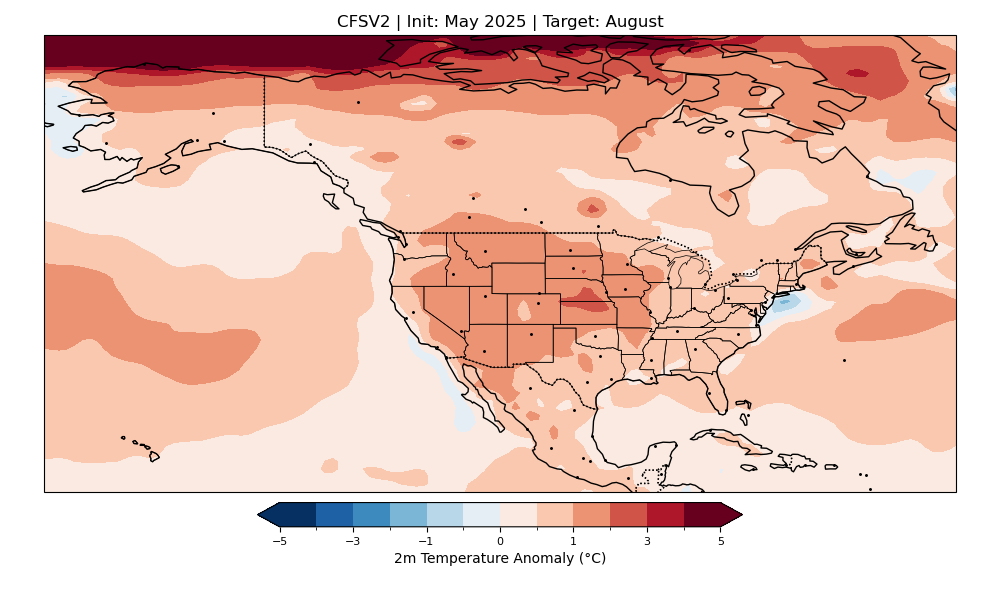 CFSV2 | Init: May 2025 | Target: August
−5 −3 −1 0 1 3 5
2m Temperature Anomaly (°C)